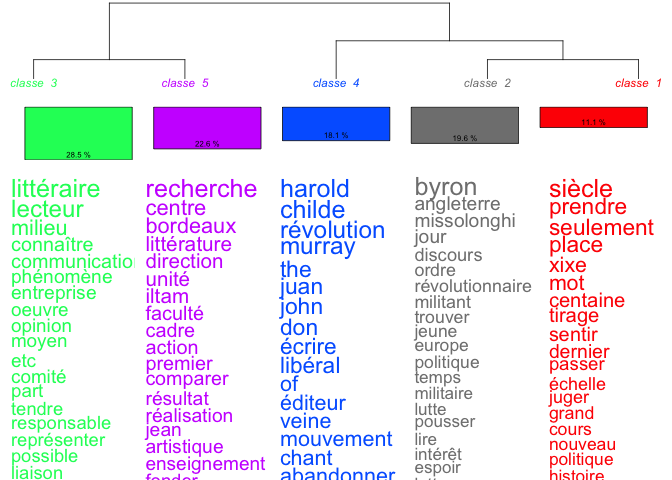 classe 3 classe 5 classe 4 classe 2 classe 1
28.5 % 22.6 % 18.1 % 19.6 % 11.1 %
littéraire
lecteur
milieu
connaître
communication
phénomène
entreprise
oeuvre
opinion
moyen
etc
comité
part
tendre
responsable
représenter
possible
liaison
recherche
centre
bordeaux
littérature
direction
unité
iltam
faculté
cadre
action
premier
comparer
résultat
réalisation
jean
artistique
enseignement
fonder
harold
childe
révolution
murray
the
juan
john
don
écrire
libéral
of
éditeur
veine
mouvement
chant
abandonner
byron
angleterre
missolonghi
jour
discours
ordre
révolutionnaire
militant
trouver
jeune
europe
politique
temps
militaire
lutte
pousser
lire
intérêt
espoir
siècle
prendre
seulement
place
xixe
mot
centaine
tirage
sentir
dernier
passer
échelle
juger
grand
cours
nouveau
politique
histoire